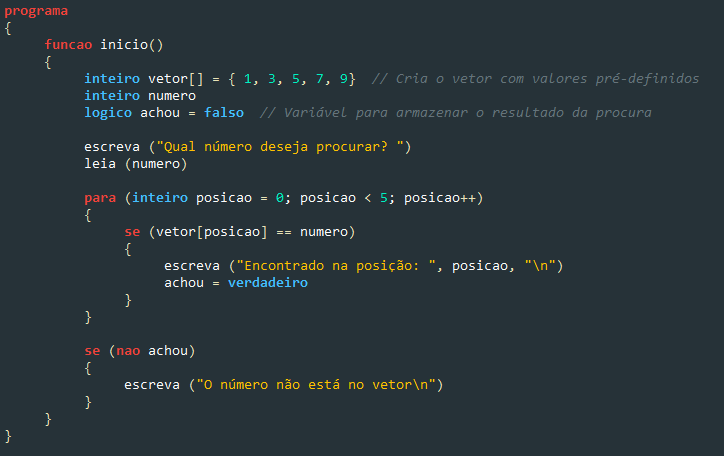 programa
{
funcao inicio()
{
inteiro vetor[] = { 1, 3, 5, 7, 9} // Cria o vetor com valores pré-definidos
inteiro numero
logico achou = falso // Variável para armazenar o resultado da procura
escreva ("Qual número deseja procurar? ")
leia (numero)
para (inteiro posicao = 0; posicao < 5; posicao++)
{
se (vetor[posicao] == numero)
{
escreva ("Encontrado na posição: ", posicao, "\n")
achou = verdadeiro
}
}
se (nao achou)
{
escreva ("O número não está no vetor\n")
}
}
}